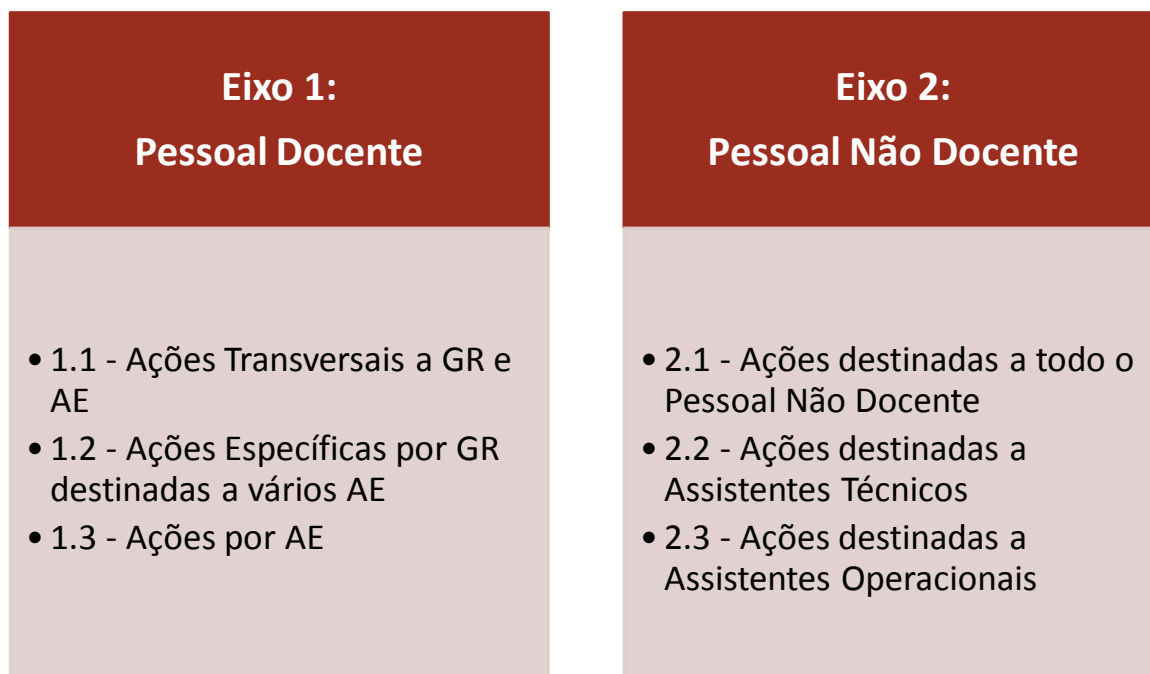 Eixo 1:
Pessoal Docente
• 1.1 - Ações Transversais a GR e
AE
• 1.2 - Ações Específicas por GR
destinadas a vários AE
• 1.3 - Ações por AE
Eixo 2:
Pessoal Não Docente
• 2.1 - Ações destinadas a todo o
Pessoal Não Docente
• 2.2 - Ações destinadas a
Assistentes Técnicos
• 2.3 - Ações destinadas a
Assistentes Operacionais